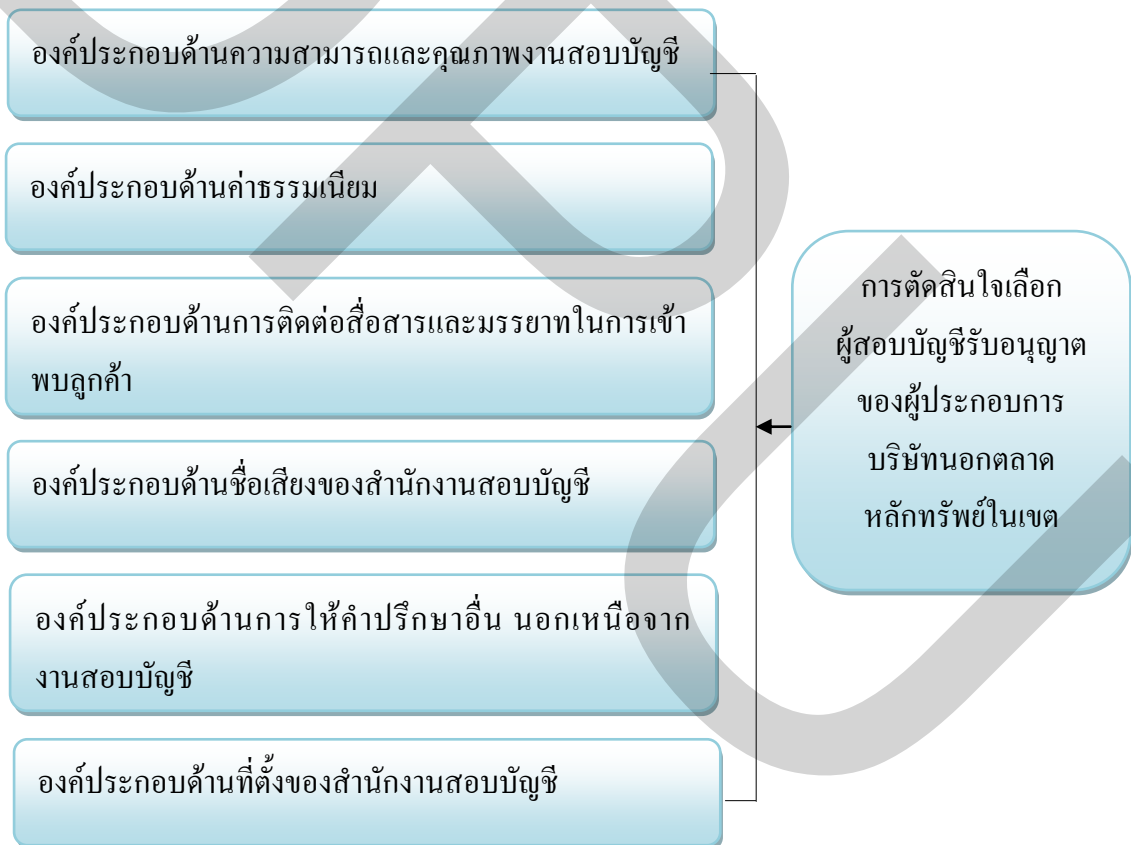 องค์ประกอบด้านความสามารถและคุณภาพงานสอบบัญชี
องค์ประกอบด้านค่าธรรมเนียม
องค์ประกอบด้านการติดต่อสื่อสารและมรรยาทในการเข้า
พบลูกค้า
องค์ประกอบด้านชื่อเสียงของสำนักงานสอบบัญชี
องค์ประกอบด้านการให้คำปรึกษาอื่น นอกเหนือจาก
งานสอบบัญชี
องค์ประกอบด้านที่ตั้งของสำนักงานสอบบัญชี
การตัดสินใจเลือก
ผู้สอบบัญชีรับอนุญาต
ของผู้ประกอบการ
บริษัทนอกตลาด
หลักทรัพย์ในเขต